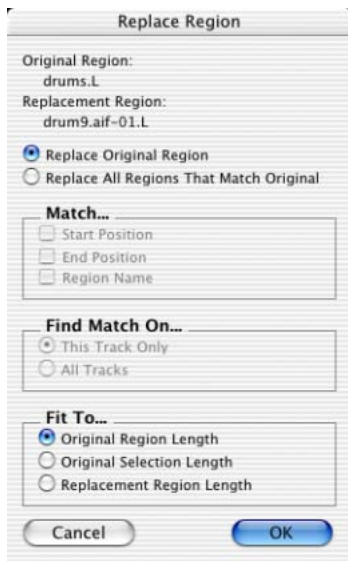 Replace Region
Original Region:
drums.L
Replacement Region:
drum9.aif-01.L
Replace Original Region
Replace All Regions That Match Original
Match...
Start Position
End Position
Region Name
Find Match On...
This Track Only
All Tracks
Fit To...
Original Region Length
Original Selection Length
Replacement Region Length
Cancel OK